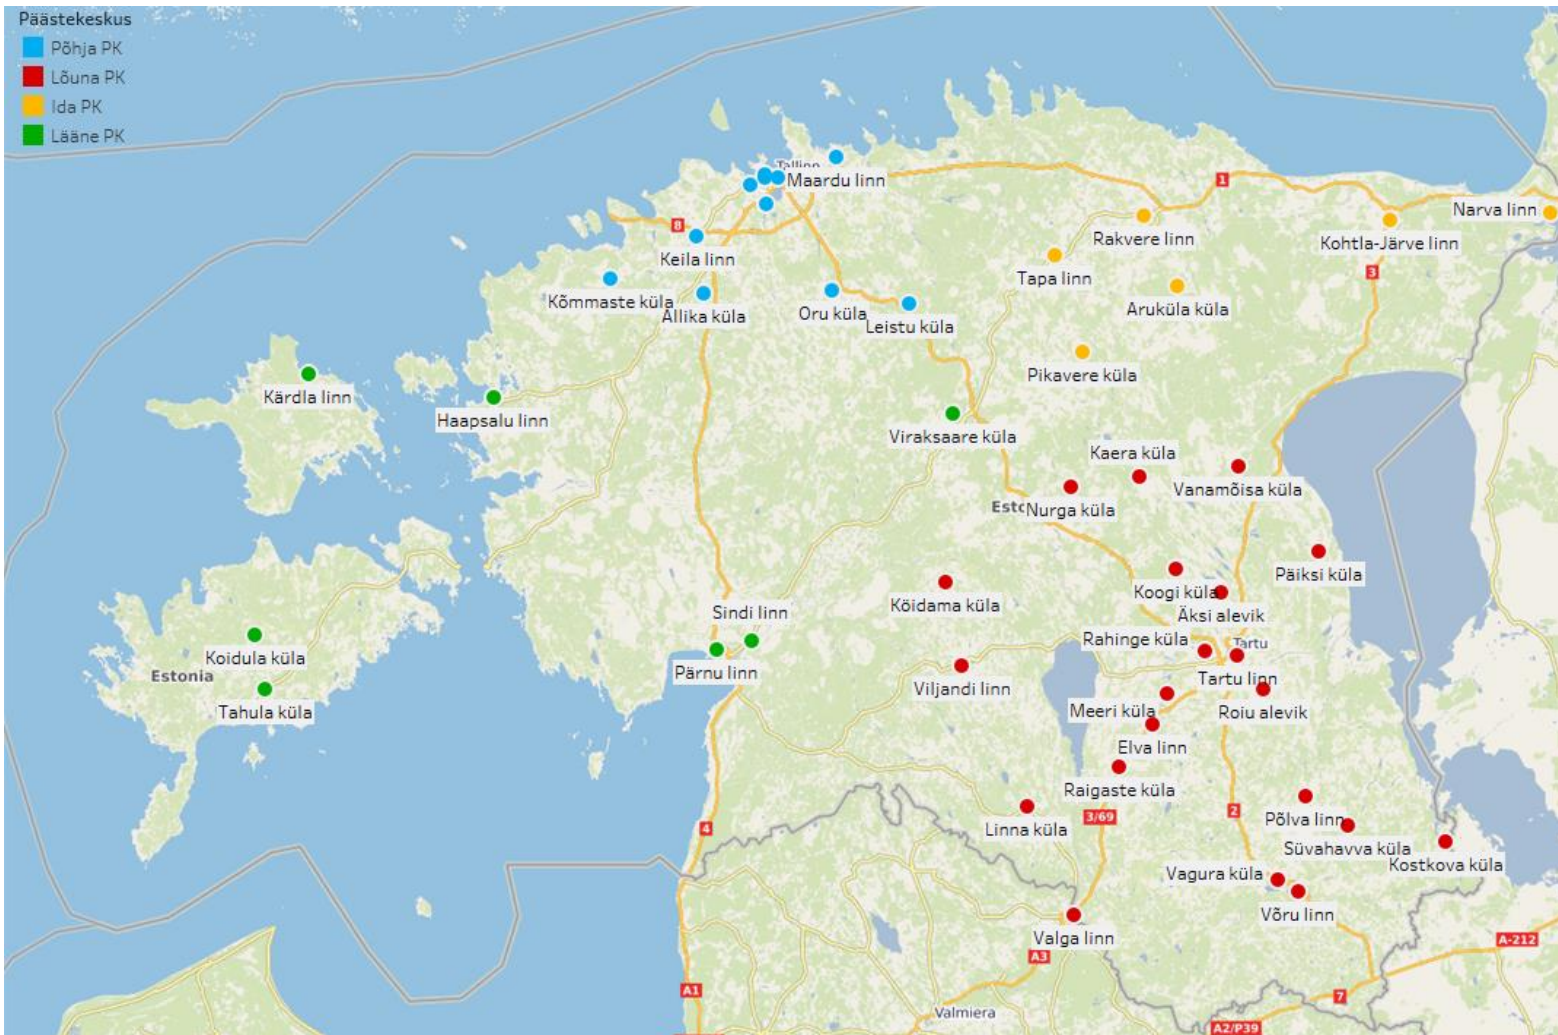 Päästekeskus
Põhja PK
Lõuna PK
Ida PK
Lääne PK
Tallinn
Maardu linn
1
Narva linn
8
Rakvere linn
Kohtla-Järve linn
Keila linn
Tapa linn
3
Kõmmaste küla
Allika küla
Oru küla
Leistu küla
Aruküla küla
Pikavere küla
Kärdla linn
Haapsalu linn
Viraksaare küla
Kaera küla
Vanamõisa küla
Nurga küla
Päiksi küla
Koogi küla
Köidama küla
Sindi linn
Äksi alevik
Rahinge küla
Tartu
Koidula küla
Estonia
Pärnu linn
Viljandi linn
Tartu linn
Tahula küla
Meeri küla
Roiu alevik
Elva linn
Raigaste küla
4
Linna küla
3/69
2
Põlva linn
Süvahavva küla
Kostkova küla
Vagura küla
Võru linn
Valga linn
A-212
A3
A1
7
Valmiera
A2/P39